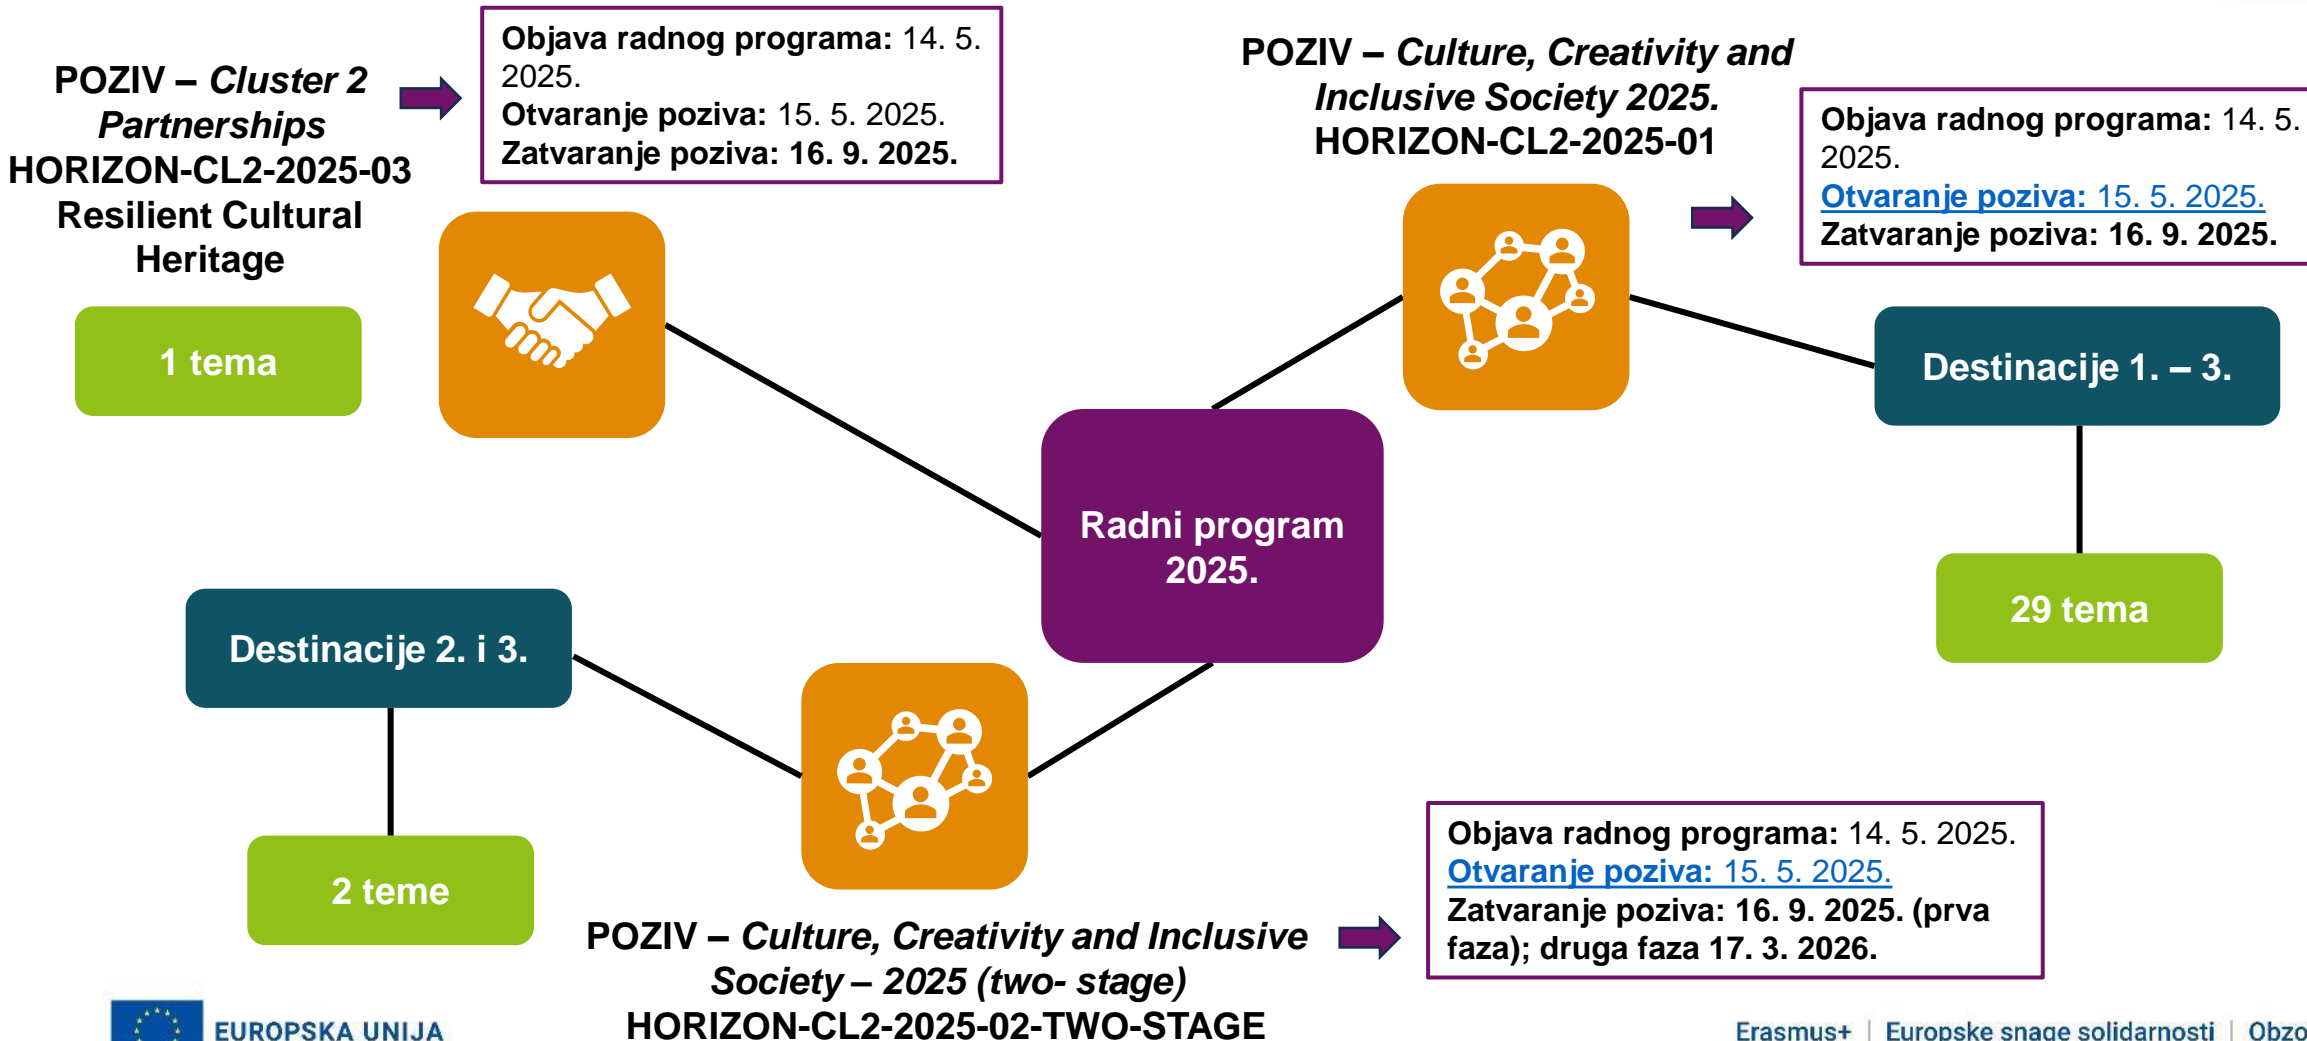 POZIV – Cluster 2
Partnerships
HORIZON-CL2-2025-03
Resilient Cultural
Heritage
Objava radnog programa: 14. 5.
2025.
Otvaranje poziva: 15. 5. 2025.
Zatvaranje poziva: 16. 9. 2025.
1 tema
POZIV – Culture, Creativity and
Inclusive Society 2025.
HORIZON-CL2-2025-01
Objava radnog programa: 14. 5.
2025.
Otvaranje poziva: 15. 5. 2025.
Zatvaranje poziva: 16. 9. 2025.
Destinacije 1. – 3.
29 tema
Radni program
2025.
Destinacije 2. i 3.
2 teme
POZIV – Culture, Creativity and Inclusive
Society – 2025 (two- stage)
HORIZON-CL2-2025-02-TWO-STAGE
Objava radnog programa: 14. 5. 2025.
Otvaranje poziva: 15. 5. 2025.
Zatvaranje poziva: 16. 9. 2025. (prva
faza); druga faza 17. 3. 2026.
EUROPSKA UNIJA
Erasmus+ | Europske snage solidarnosti | Obzo